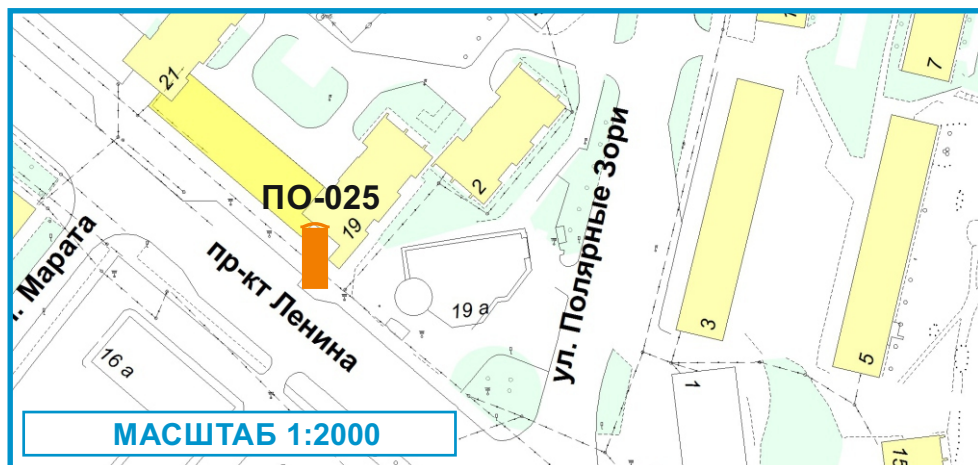 21
7
2
ПО-025
19
ул. Полярные Зори
л. Марата
пр-кт Ленина
19 а
3
5
16 а
1
15
МАСШТАБ 1:2000